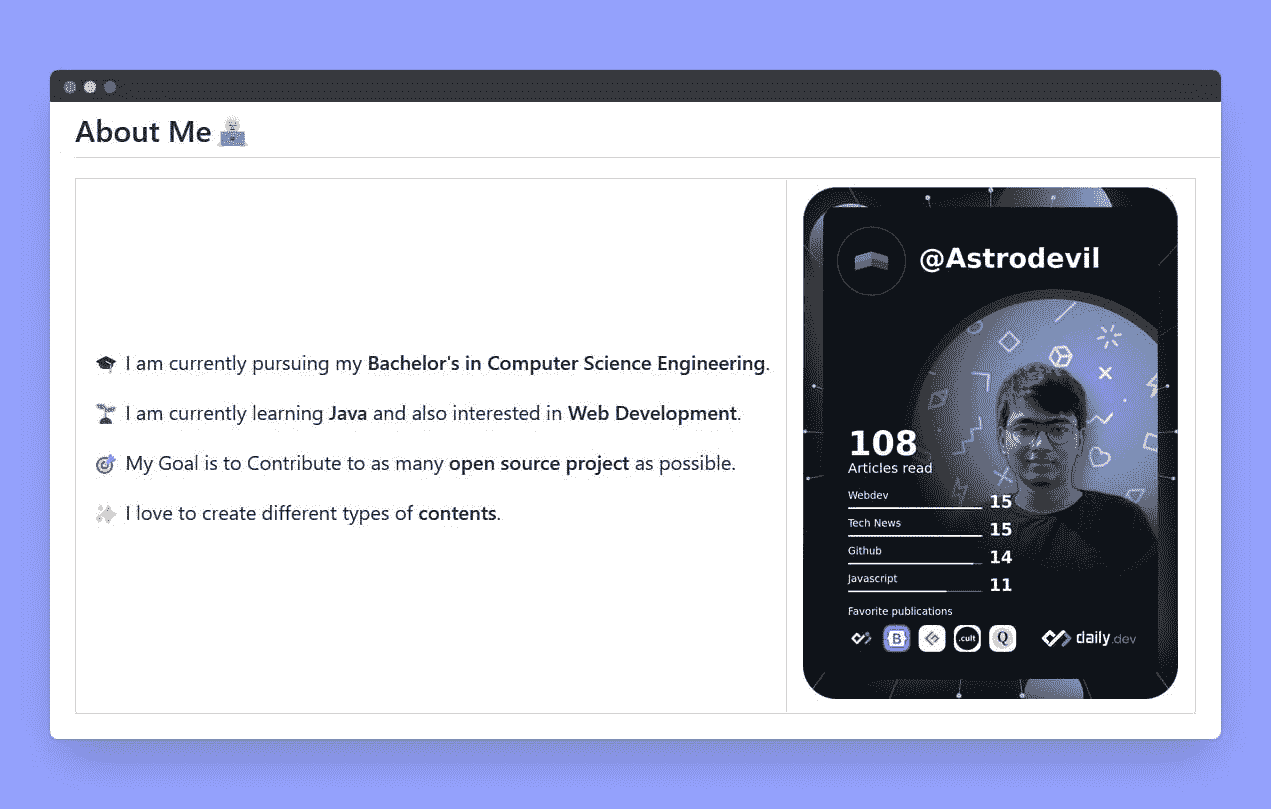 About Me
I am currently pursuing my Bachelor's in Computer Science Engineering.
I am currently learning Java and also interested in Web Development.
My Goal is to Contribute to as many open source project as possible.
I love to create different types of contents.
@Astrodevil
108
Articles read
Webdev 15
Tech News 15
Github 14
Javascript 11
Favorite publications
B .cult Q daily.dev